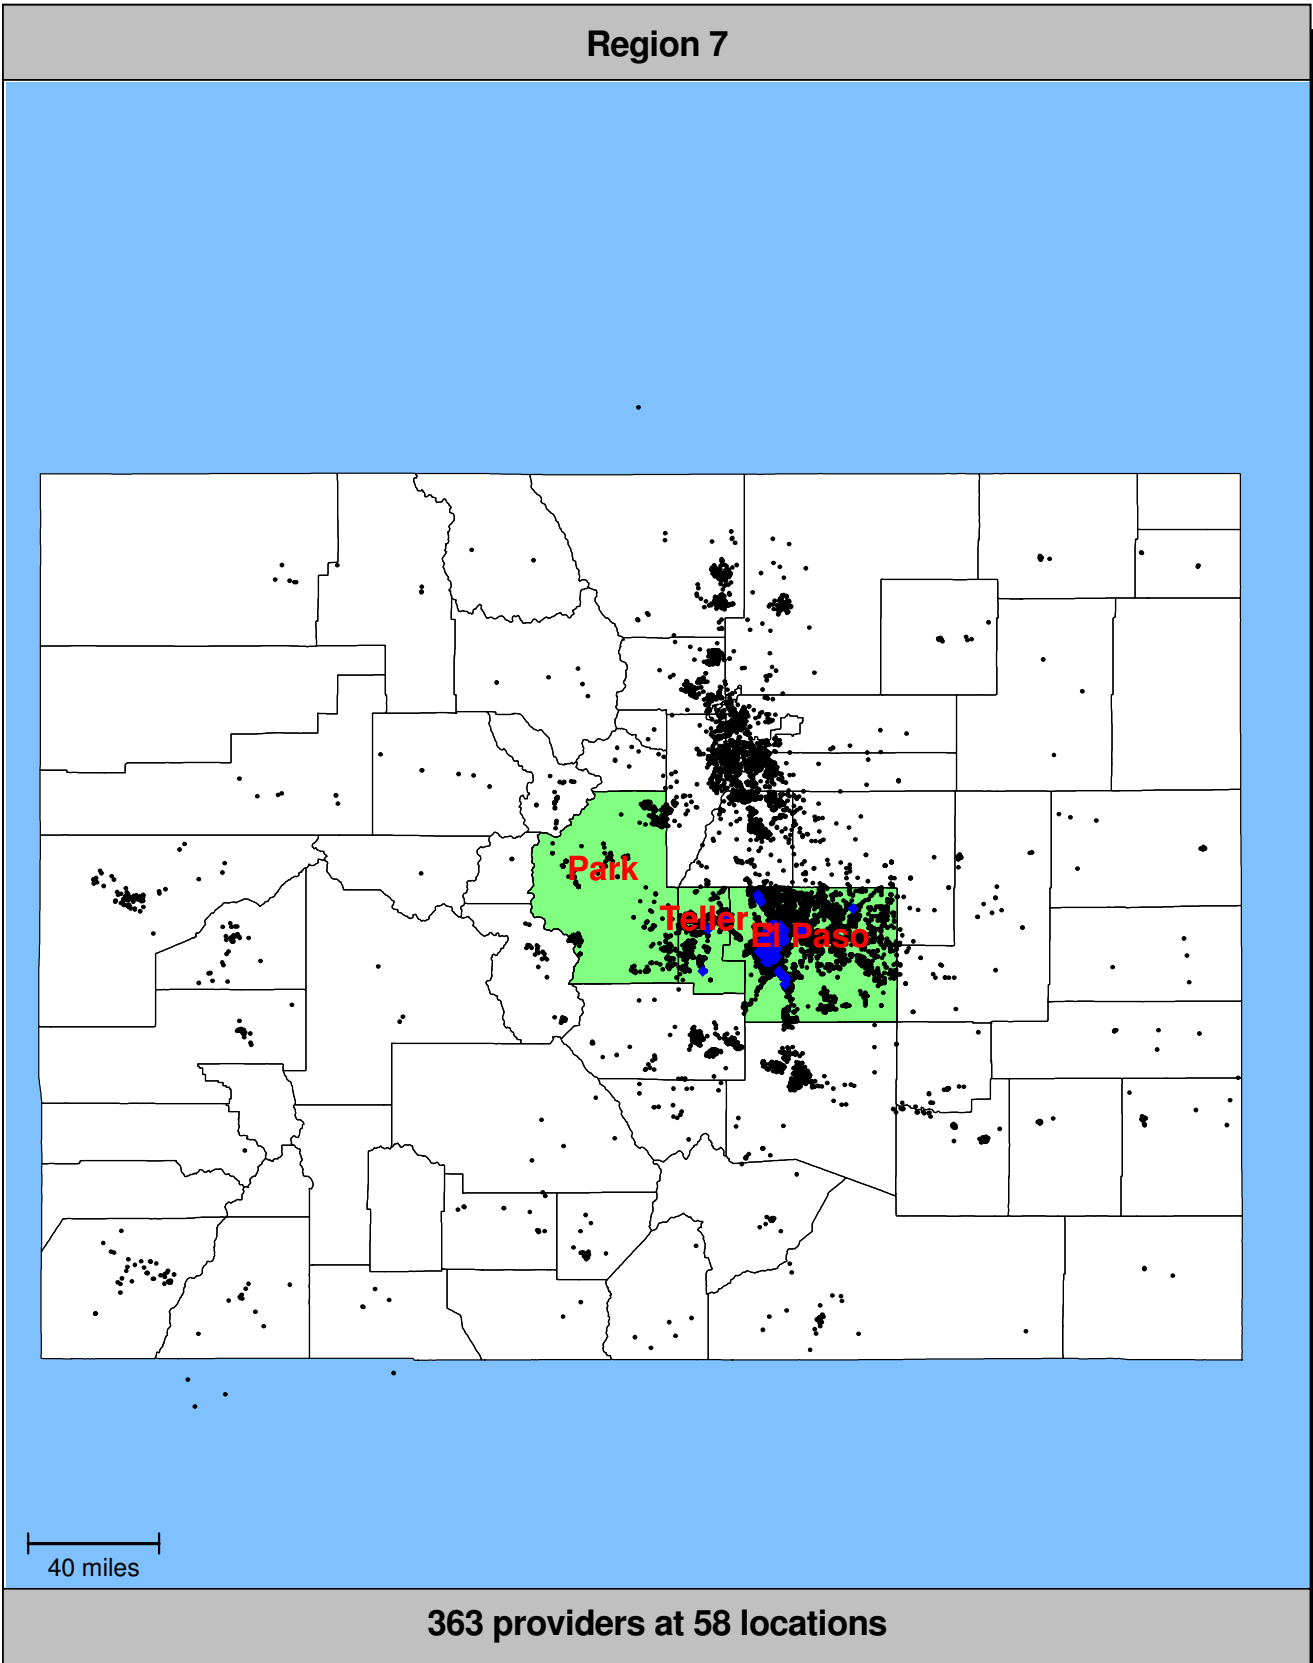 Region 7
Park
Teller
El Paso
40 miles
363 providers at 58 locations